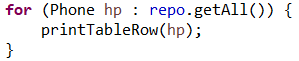 for (Phone hp : repo.getAll()) {
    printTableRow(hp);
}